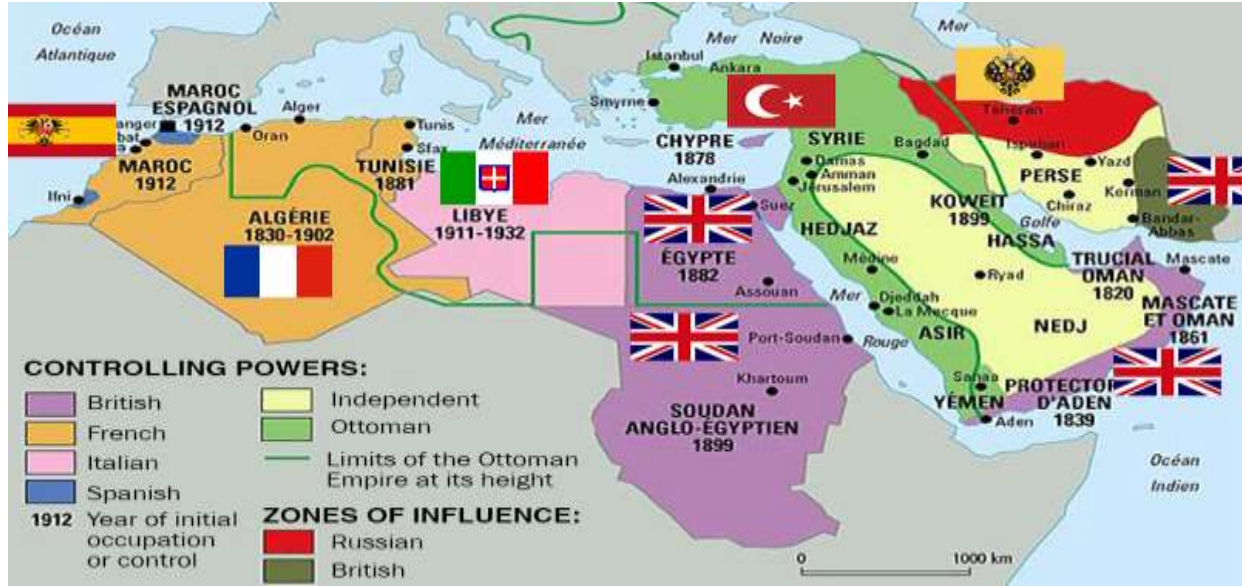 Océan
Atlantique
Mer Noire
Mer
Istanbul
Ankara
Smyrne
MAROC
ESPAGNOL
1912
Alger
Oran
Tunis
Sfax
Mer
Méditerranée
anger
bat
MAROC
1912
TUNISIE
1881
CHYPRE
1878
SYRIE
Bagdad
Téhéran
Ispahan
Yazd
PERSE
Kerman
Chiraz
Bandar-
Abbas
Damas
Amman
Jérusalem
Alexandrie
Suez
Ifni
ALGÉRIE
1830-1902
LIBYE
1911-1932
ÉGYPTE
1882
Assouan
HEDJAZ
KOWEIT
1899
Golfe
HASSA
Médine
Ryad
TRUCIAL
OMAN
1820
Mascate
MASCATE
ET OMAN
1861
Mer
Rouge
Djeddah
La Mecque
ASIR
NEDJ
Port-Soudan
Khartoum
SOUDAN
ANGLO-ÉGYPTIEN
1899
Sanaa
YÉMEN
Aden
PROTECTOR
D'ADEN
1839
Océan
Indien
CONTROLLING POWERS:
British
French
Italian
Spanish
1912 Year of initial
occupation
or control
Independent
Ottoman
Limits of the Ottoman
Empire at its height
ZONES OF INFLUENCE:
Russian
British
0 1000 km